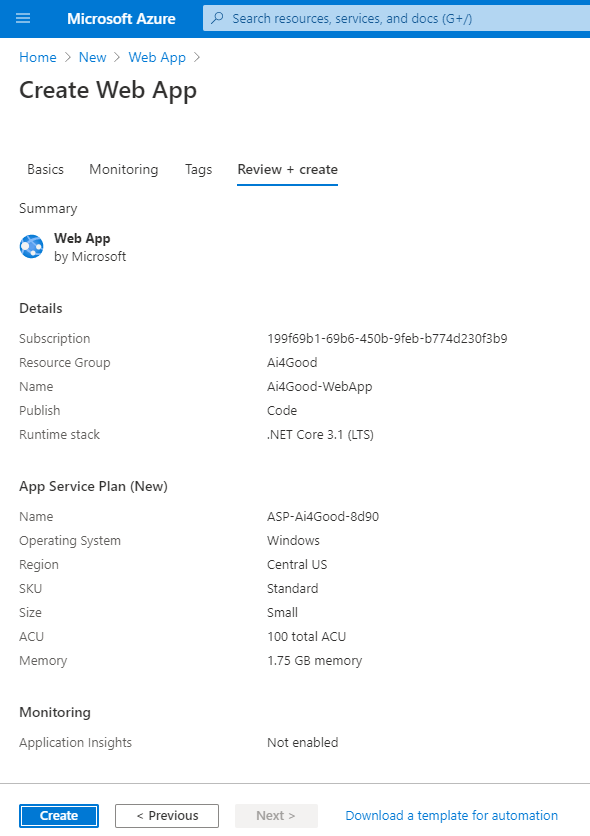 Microsoft Azure Search resources, services, and docs (G+/)
Home > New > Web App >
Create Web App
Basics Monitoring Tags Review + create
Summary
Web App
by Microsoft
Details
Subscription 199f69b1-69b6-450b-9feb-b774d230f3b9
Resource Group Ai4Good
Name Ai4Good-WebApp
Publish Code
Runtime stack .NET Core 3.1 (LTS)
App Service Plan (New)
Name ASP-Ai4Good-8d90
Operating System Windows
Region Central US
SKU Standard
Size Small
ACU 100 total ACU
Memory 1.75 GB memory
Monitoring
Application Insights Not enabled
Create < Previous Next > Download a template for automation